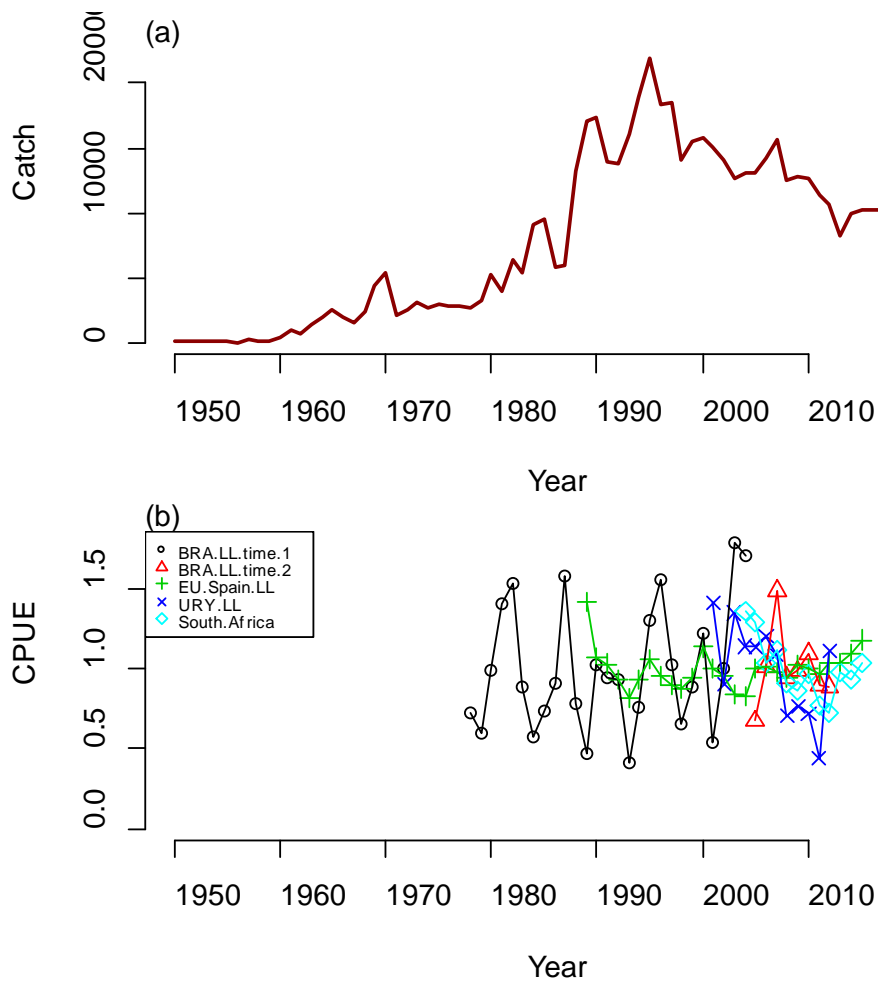 (a)
20000
10000
0
Catch
1950 1960 1970 1980 1990 2000 2010
Year
(b)
BRA.LL.time.1
BRA.LL.time.2
EU.Spain.LL
URY.LL
South.Africa
1.5
1.0
0.5
0.0
CPUE
1950 1960 1970 1980 1990 2000 2010
Year